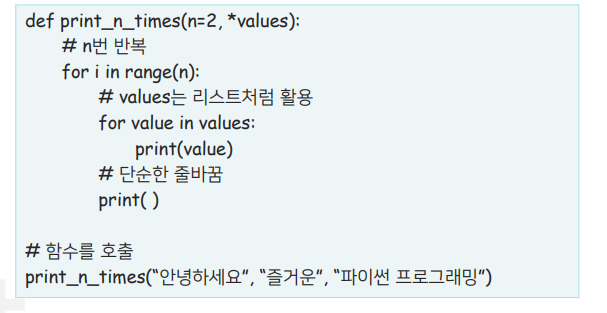 def print_n_times(n=2, *values):
# n번 반복
for i in range(n):
# values는 리스트처럼 활용
for value in values:
print(value)
# 단순한 줄바꿈
print( )
# 함수를 호출
print_n_times(“안녕하세요”, “즐거운”, “파이썬 프로그래밍”)